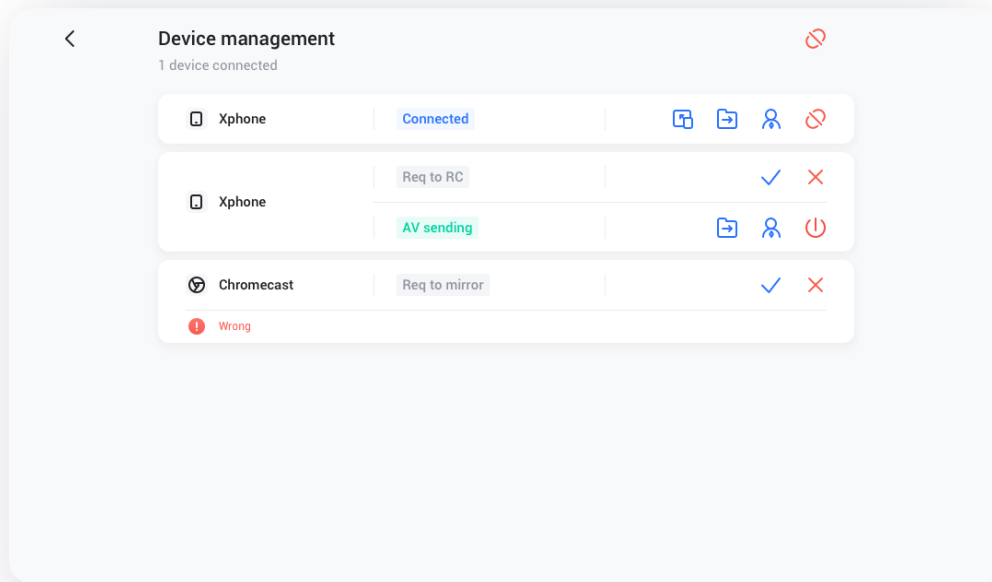 Device management
1 device connected
Xphone Connected
Req to RC
Xphone
AV sending
Chromecast Req to mirror
Wrong